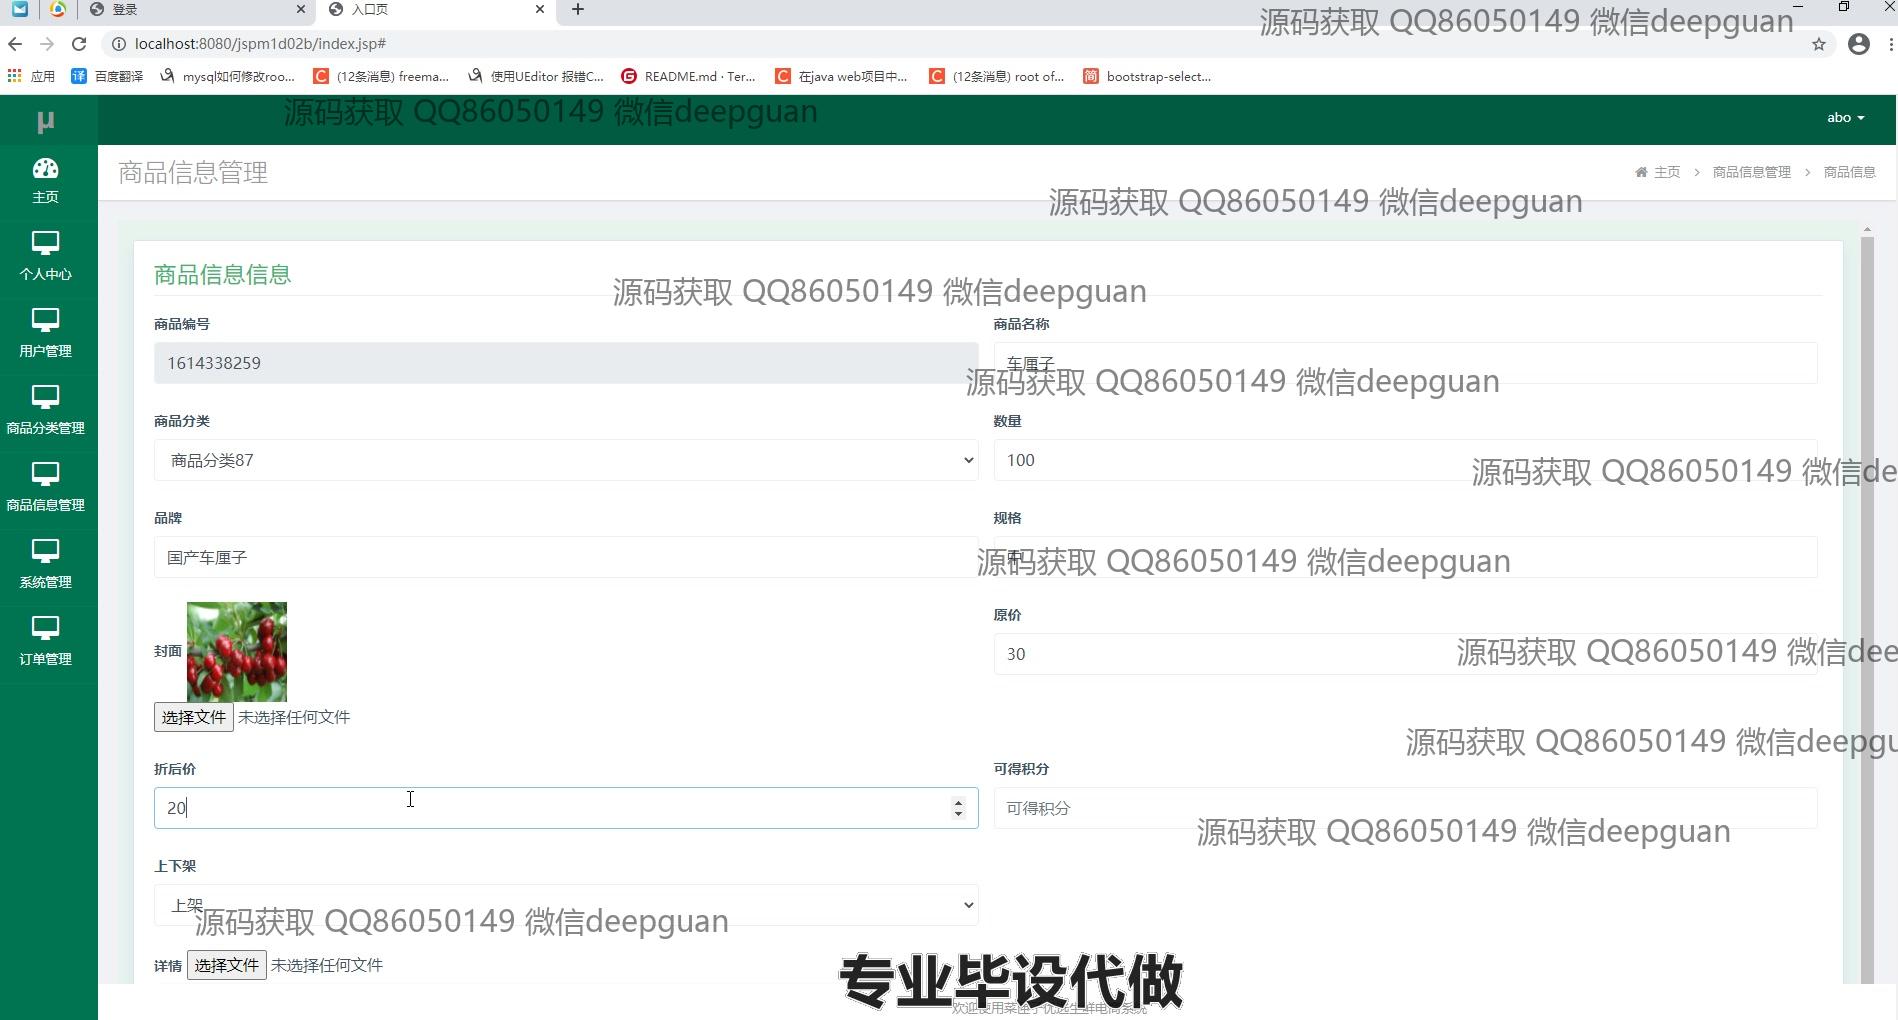 登录
入口页
源码获取 QQ86050149 微信deepguan
localhost:8080/jspm1d02b/index.jsp#
应用
百度翻译
mysql如何修改roo...
(12条消息) freema...
使用UEditor 报错C...
README.md · Ter...
在java web项目中...
(12条消息) root of...
bootstrap-select...
源码获取 QQ86050149 微信deepguan
μ
abo
主页
个人中心
用户管理
商品分类管理
商品信息管理
系统管理
订单管理
商品信息管理
主页 > 商品信息管理 > 商品信息
源码获取 QQ86050149 微信deepguan
商品信息信息
源码获取 QQ86050149 微信deepguan
商品编号
1614338259
商品名称
车厘子
源码获取 QQ86050149 微信deepguan
商品分类
商品分类87
数量
100
源码获取 QQ86050149 微信de
品牌
国产车厘子
规格
源码获取 QQ86050149 微信deepguan
封面
选择文件 未选择任何文件
原价
30
源码获取 QQ86050149 微信dee
源码获取 QQ86050149 微信deepgu
折后价
20
可得积分
可得积分
源码获取 QQ86050149 微信deepguan
上下架
上架
源码获取 QQ86050149 微信deepguan
详情 选择文件 未选择任何文件
专业毕设代做